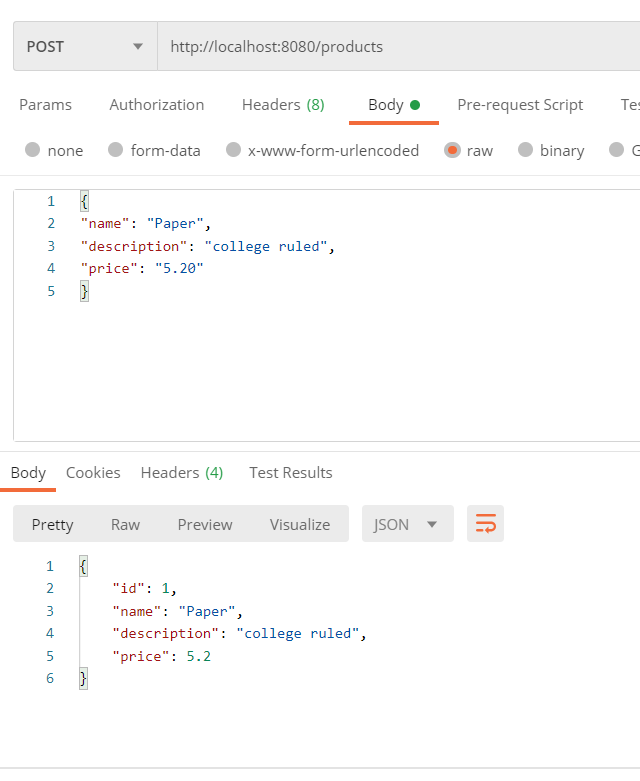 POST http://localhost:8080/products
Params Authorization Headers (8) Body Pre-request Script Tes
none form-data x-www-form-urlencoded raw binary G
1 {
2 "name": "Paper",
3 "description": "college ruled",
4 "price": "5.20"
5 }
Body Cookies Headers (4) Test Results
Pretty Raw Preview Visualize JSON
1 {
2 "id": 1,
3 "name": "Paper",
4 "description": "college ruled",
5 "price": 5.2
6 }